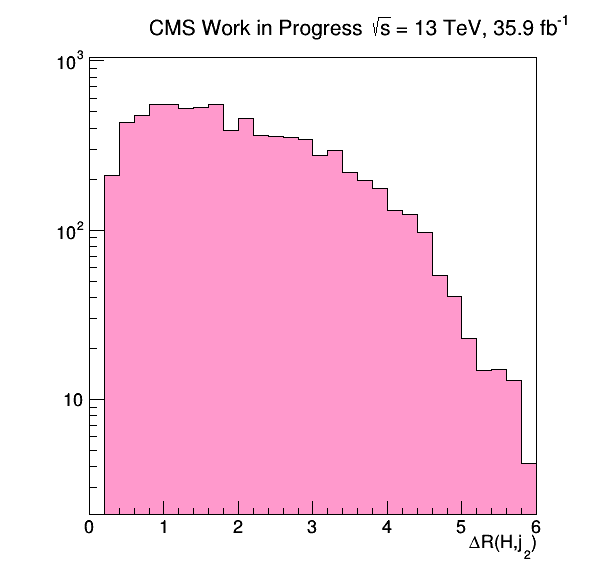 CMS Work in Progress √s = 13 TeV, 35.9 fb⁻¹
10³
10²
10
0 1 2 3 4 5 6
ΔR(H,j₂)